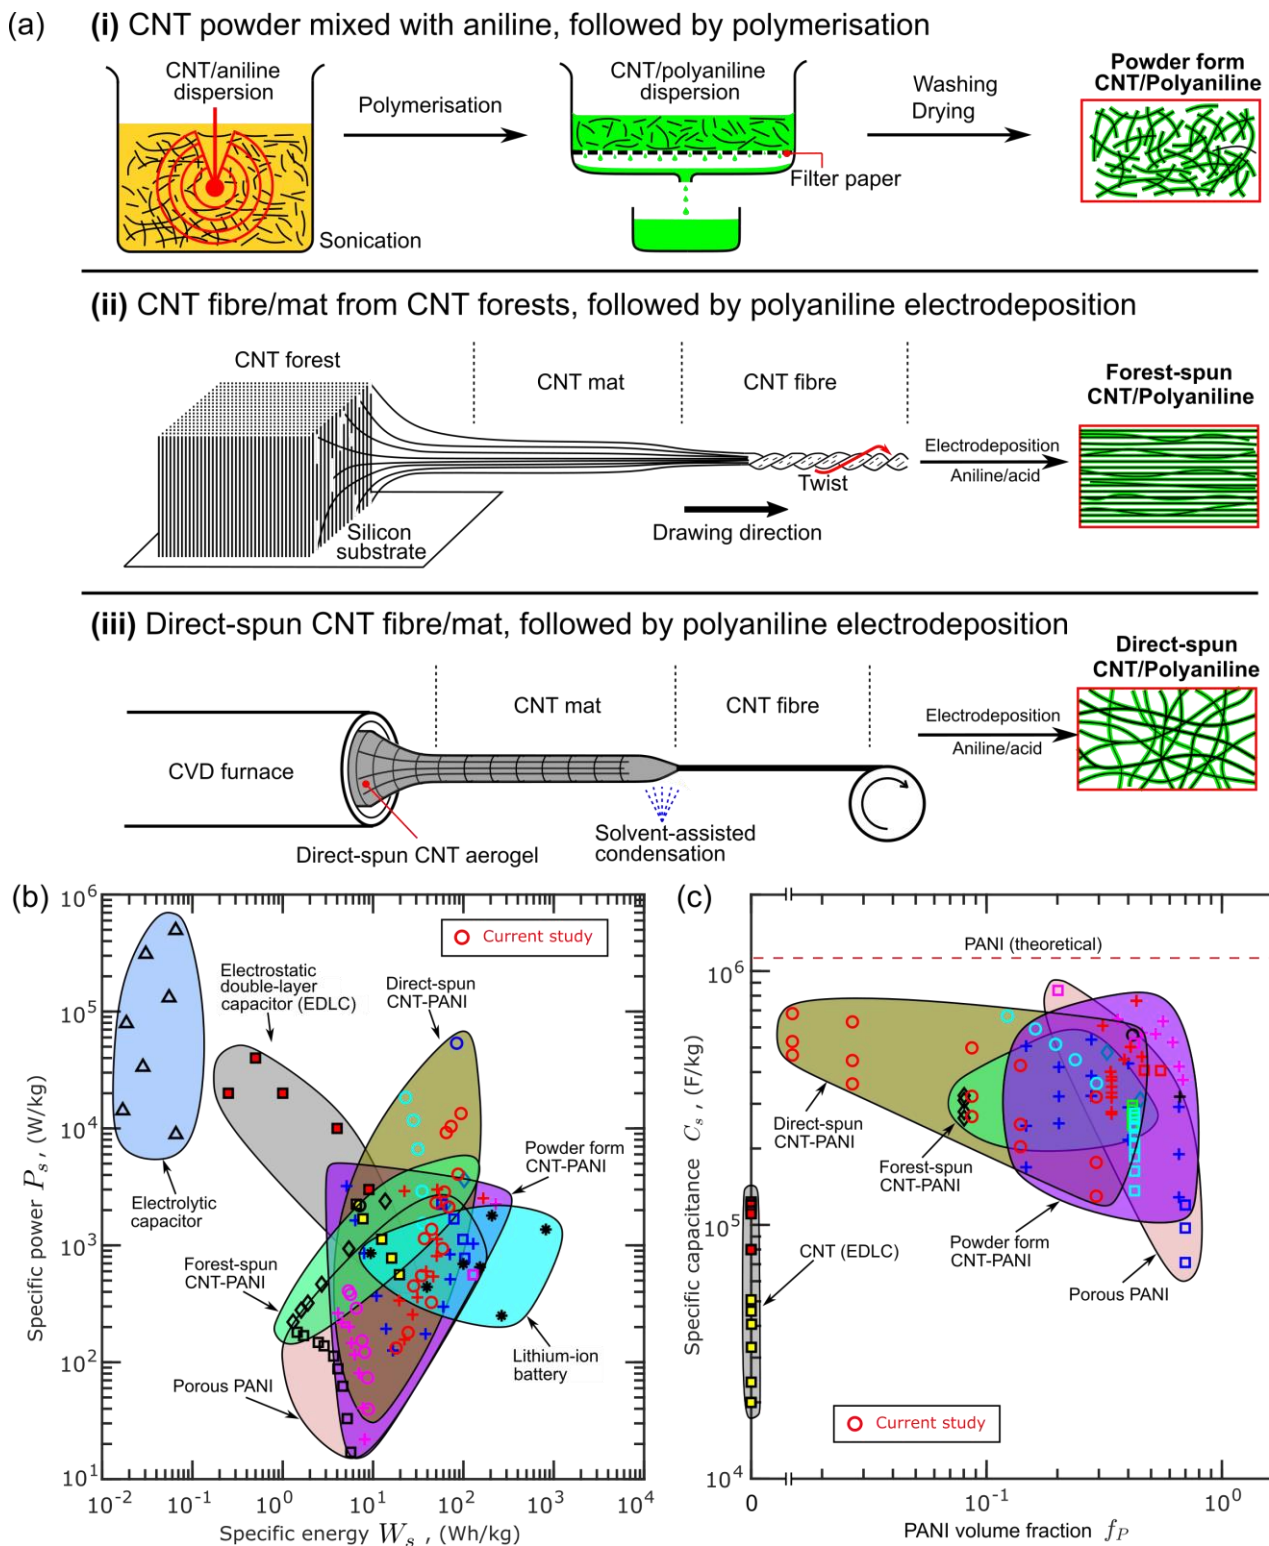 (a)
(i) CNT powder mixed with aniline, followed by polymerisation
CNT/aniline
dispersion
Polymerisation
CNT/polyaniline
dispersion
Washing
Drying
Powder form
CNT/Polyaniline
Filter paper
Sonication
(ii) CNT fibre/mat from CNT forests, followed by polyaniline electrodeposition
CNT forest
CNT mat
CNT fibre
Forest-spun
CNT/Polyaniline
Electrodeposition
Aniline/acid
Twist
Silicon
substrate
Drawing direction
(iii) Direct-spun CNT fibre/mat, followed by polyaniline electrodeposition
Direct-spun
CNT/Polyaniline
CNT mat
CNT fibre
Electrodeposition
Aniline/acid
CVD furnace
Solvent-assisted
condensation
Direct-spun CNT aerogel
(b)
10^6
10^5
10^4
10^3
10^2
10^1
Specific power P_s, (W/kg)
Current study
Electrostatic
double-layer
capacitor (EDLC)
Direct-spun
CNT-PANI
Powder form
CNT-PANI
Electrolytic
capacitor
Forest-spun
CNT-PANI
Lithium-ion
battery
Porous PANI
10^-2
10^-1
10^0
10^1
10^2
10^3
10^4
Specific energy W_s, (Wh/kg)
(c)
PANI (theoretical)
10^6
10^5
10^4
Specific capacitance C_s, (F/kg)
Direct-spun
CNT-PANI
Forest-spun
CNT-PANI
Powder form
CNT-PANI
CNT (EDLC)
Porous PANI
Current study
0
10^-1
10^0
PANI volume fraction f_P